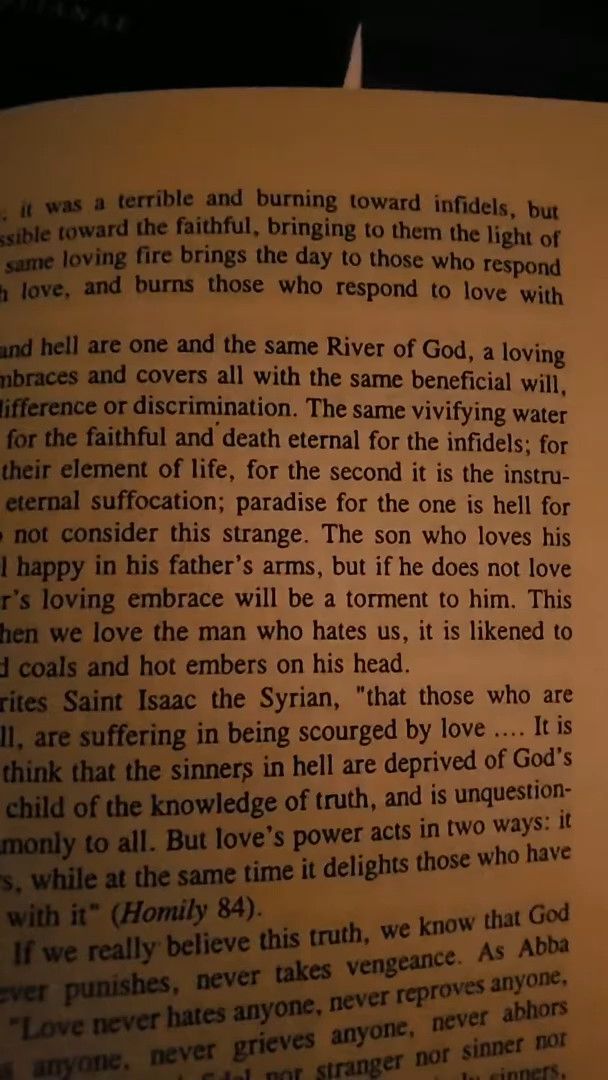 it was a terrible and burning toward infidels, but
toward the faithful, bringing to them the light of
same loving fire brings the day to those who respond
love, and burns those who respond to love with
and hell are one and the same River of God, a loving
and covers all with the same beneficial will,
or discrimination. The same vivifying water
for the faithful and death eternal for the infidels; for
their element of life, for the second it is the instru-
eternal suffocation; paradise for the one is hell for
not consider this strange. The son who loves his
happy in his father's arms, but if he does not love
loving embrace will be a torment to him. This
we love the man who hates us, it is likened to
coals and hot embers on his head.
Saint Isaac the Syrian, "that those who are
are suffering in being scourged by love .... It is
think that the sinners in hell are deprived of God's
child of the knowledge of truth, and is unquestion-
to all. But love's power acts in two ways: it
while at the same time it delights those who have
with it" (Homily 84).
If we really believe this truth, we know that God
punishes, never takes vengeance. As Abba
"Love never hates anyone, never reproves anyone,
anyone, never grieves anyone, never abhors
nor stranger nor sinner nor
sinners,